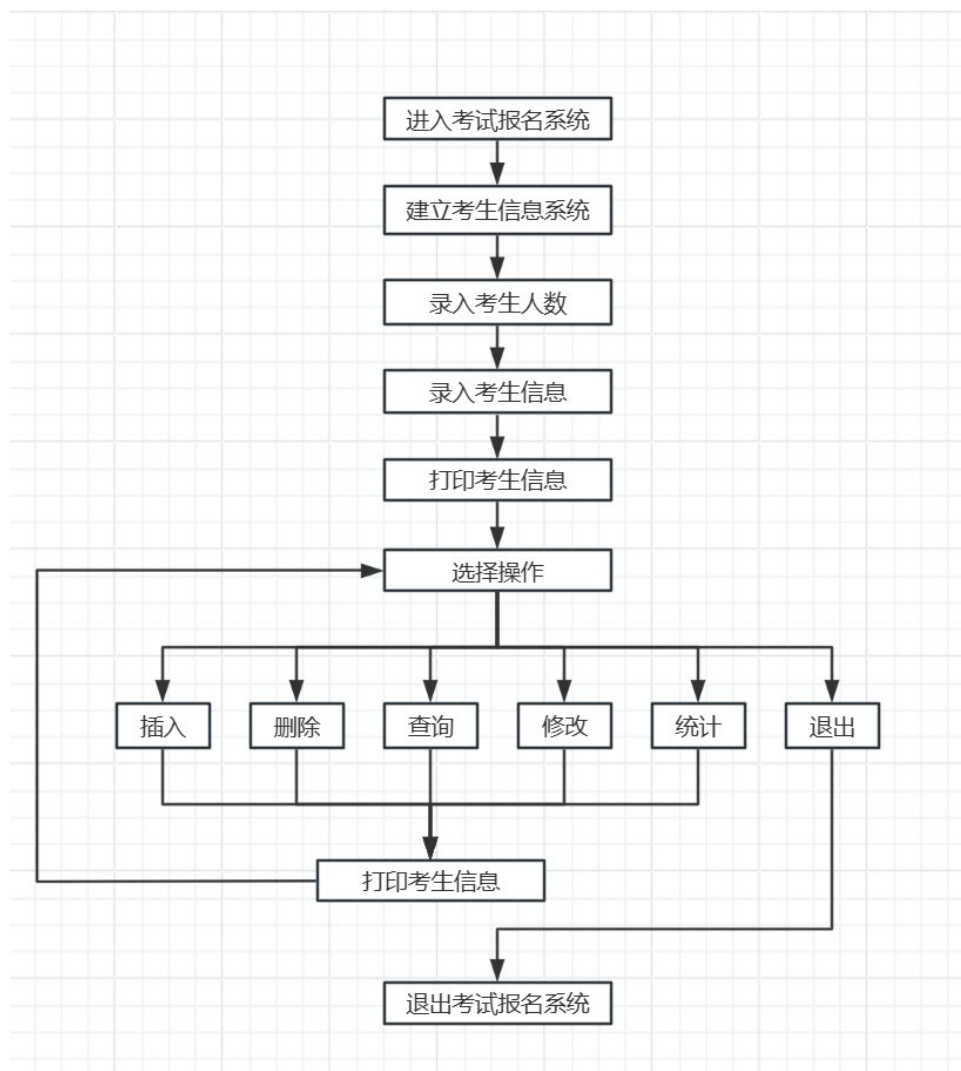 进入考试报名系统
建立考生信息系统
录入考生人数
录入考生信息
打印考生信息
选择操作
插入
删除
查询
修改
统计
退出
打印考生信息
退出考试报名系统